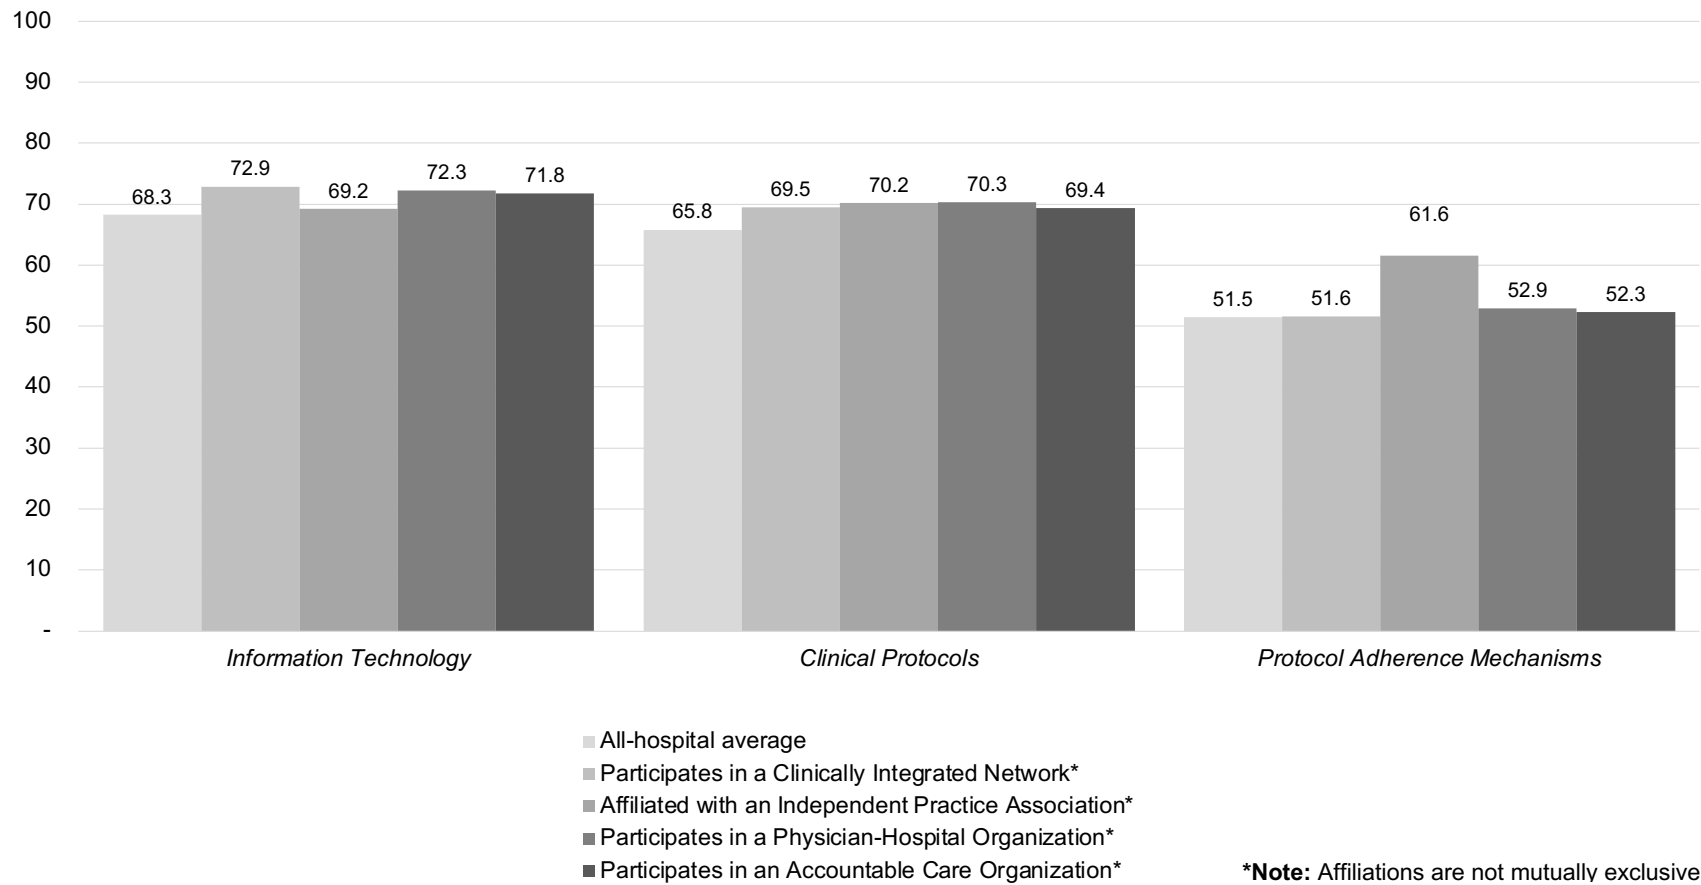 100
90
80
70
60
50
40
30
20
10
-
68.3
72.9
69.2
72.3
71.8
65.8
69.5
70.2
70.3
69.4
51.5
51.6
61.6
52.9
52.3
Information Technology
Clinical Protocols
Protocol Adherence Mechanisms
All-hospital average
Participates in a Clinically Integrated Network*
Affiliated with an Independent Practice Association*
Participates in a Physician-Hospital Organization*
Participates in an Accountable Care Organization*
*Note: Affiliations are not mutually exclusive